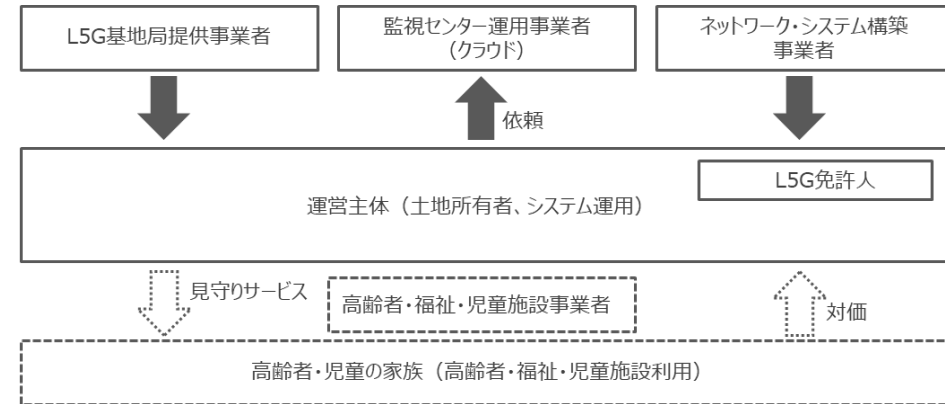 L5G基地局提供事業者
監視センター運用事業者
(クラウド)
ネットワーク・システム構築
事業者
依頼
L5G免許人
運営主体（土地所有者、システム運用）
見守りサービス
高齢者・福祉・児童施設事業者
対価
高齢者・児童の家族（高齢者・福祉・児童施設利用）